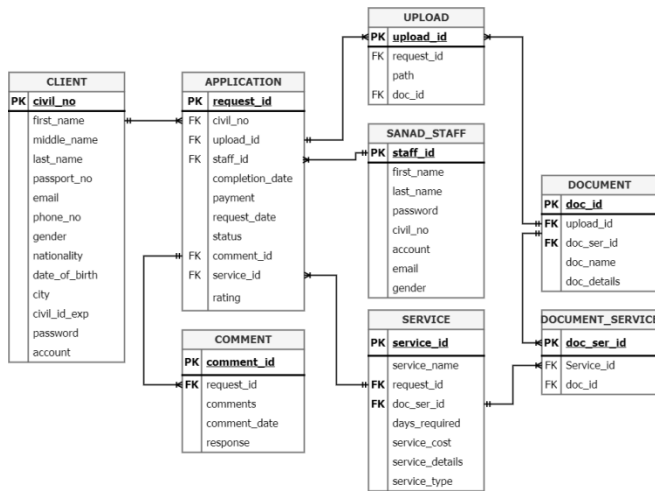 CLIENT
PK civil_no
first_name
middle_name
last_name
passport_no
email
phone_no
gender
nationality
date_of_birth
city
civil_id_exp
password
account
APPLICATION
PK request_id
FK civil_no
FK upload_id
FK staff_id
completion_date
payment
request_date
status
FK comment_id
FK service_id
rating
COMMENT
PK comment_id
FK request_id
comments
comment_date
response
UPLOAD
PK upload_id
FK request_id
path
FK doc_id
SANAD_STAFF
PK staff_id
first_name
last_name
password
civil_no
account
email
gender
SERVICE
PK service_id
service_name
FK request_id
FK doc_ser_id
days_required
service_cost
service_details
service_type
DOCUMENT
PK doc_id
FK upload_id
FK doc_ser_id
doc_name
doc_details
DOCUMENT_SERVICE
PK doc_ser_id
FK Service_id
FK doc_id